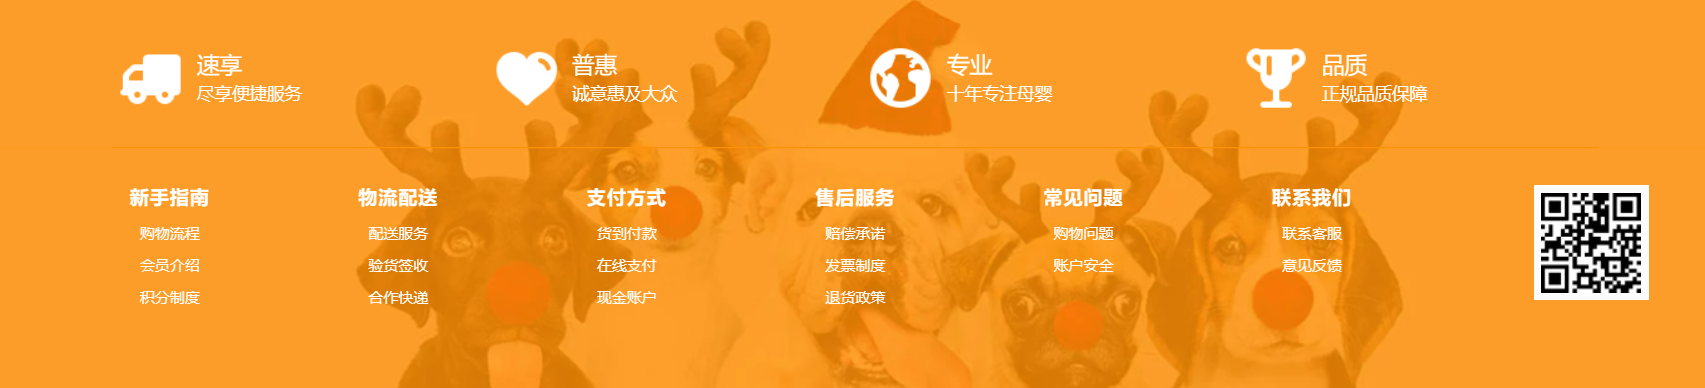 速享
尽享便捷服务
普惠
诚意惠及大众
专业
十年专注母婴
品质
正规品质保障
新手指南
购物流程
会员介绍
积分制度
物流配送
配送服务
验货签收
合作快递
支付方式
货到付款
在线支付
现金账户
售后服务
赔偿承诺
发票制度
退货政策
常见问题
购物问题
账户安全
联系我们
联系客服
意见反馈